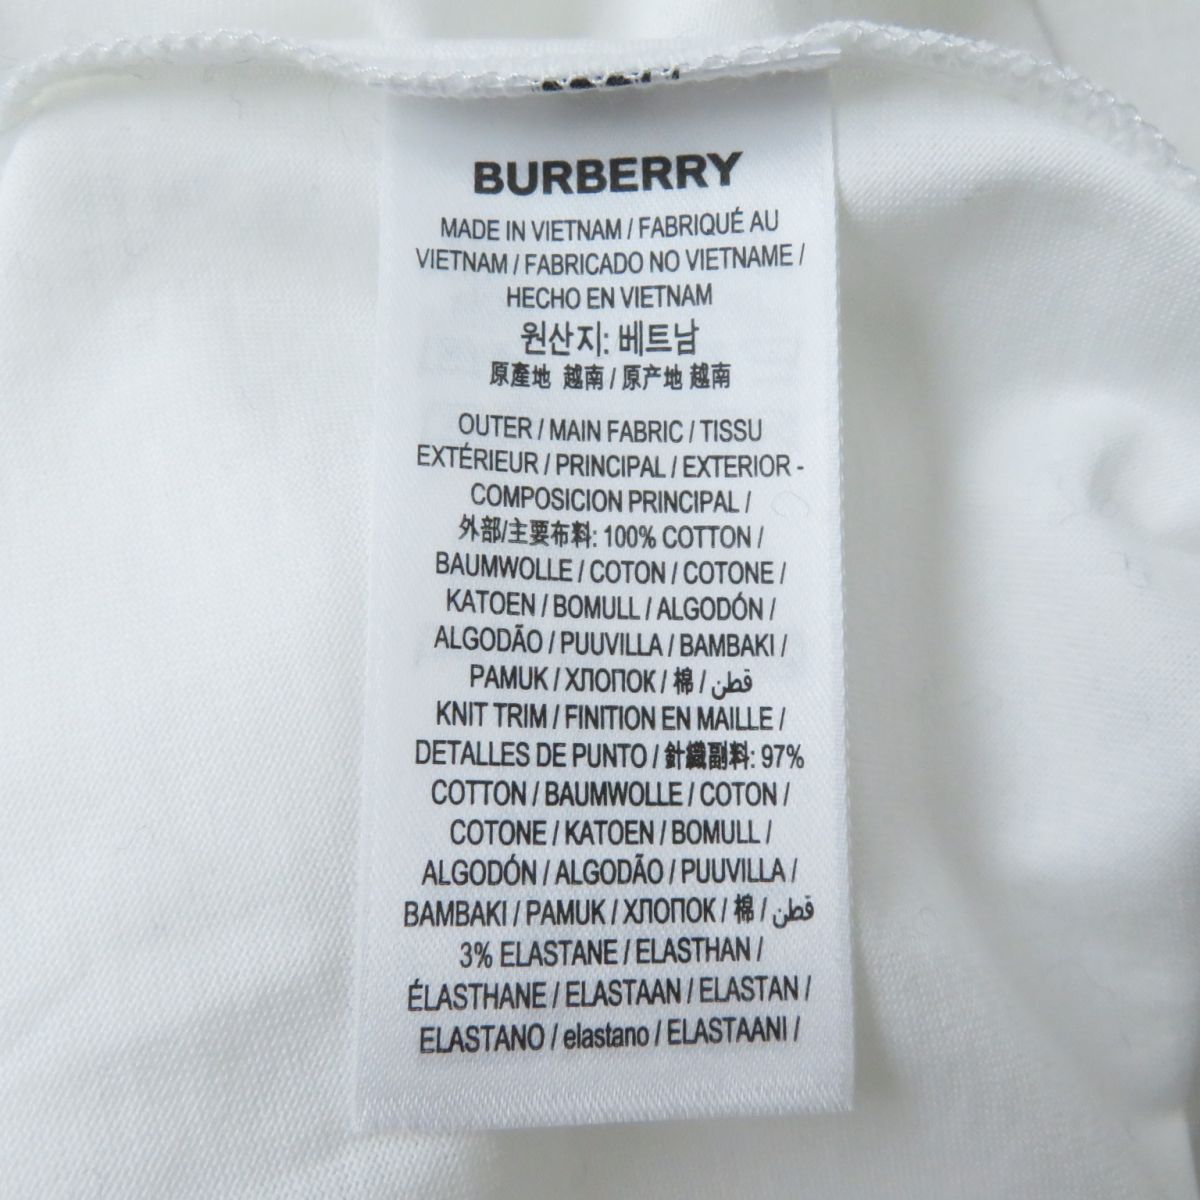 BURBERRY
MADE IN VIETNAM / FABRIQUÉ AU
VIETNAM / FABRICADO NO VIETNAME /
HECHO EN VIETNAM
원산지: 베트남
原產地 越南 / 原产地 越南
OUTER / MAIN FABRIC / TISSU
EXTÉRIEUR / PRINCIPAL / EXTERIOR -
COMPOSICION PRINCIPAL /
外部/主要布料: 100% COTTON /
BAUMWOLLE / COTON / COTONE /
KATOEN / BOMULL / ALGODÓN /
ALGODÃO / PUUVILLA / BAMBAKI /
PAMUK / ХЛОПОК / 棉 / قطن
KNIT TRIM / FINITION EN MAILLE /
DETALLES DE PUNTO / 針織副料: 97%
COTTON / BAUMWOLLE / COTON /
COTONE / KATOEN / BOMULL /
ALGODÓN / ALGODÃO / PUUVILLA /
BAMBAKI / PAMUK / ХЛОПОК / 棉 / قطن
3% ELASTANE / ELASTHAN /
ÉLASTHANE / ELASTAAN / ELASTAN /
ELASTANO / elastano / ELASTAANI /